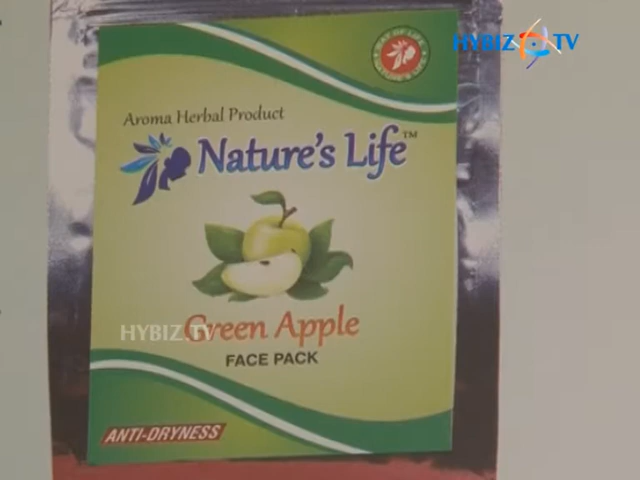 HYBIZ TV
Aroma Herbal Product
Nature's Life™
HYBIZ.TV
Green Apple
FACE PACK
ANTI-DRYNESS